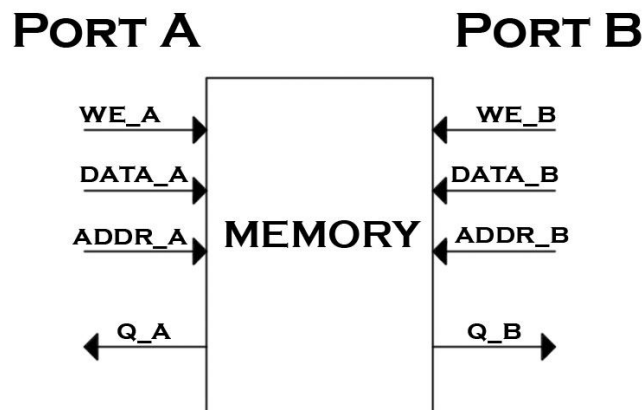 Port A Port B
WE_A WE_B
DATA_A DATA_B
ADDR_A MEMORY ADDR_B
Q_A Q_B